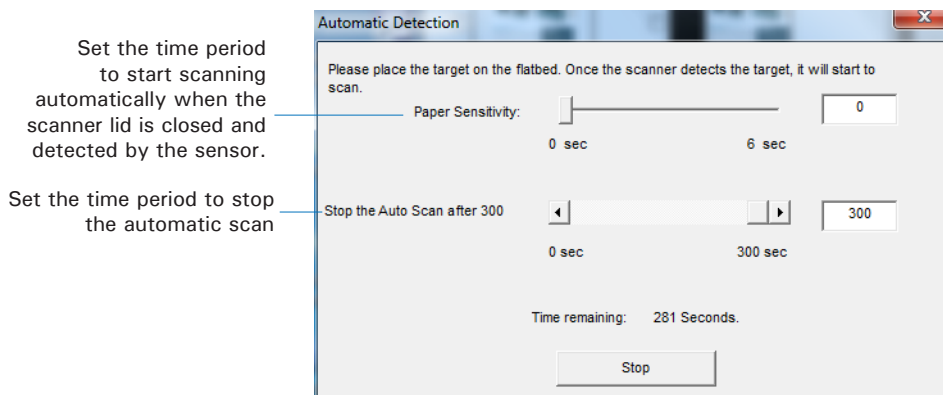 Automatic Detection
Set the time period
to start scanning
automatically when the
scanner lid is closed and
detected by the sensor.
Please place the target on the flatbed. Once the scanner detects the target, it will start to
scan.
Paper Sensitivity:
0
0 sec
6 sec
Set the time period to stop
the automatic scan
Stop the Auto Scan after 300
300
0 sec
300 sec
Time remaining: 281 Seconds.
Stop